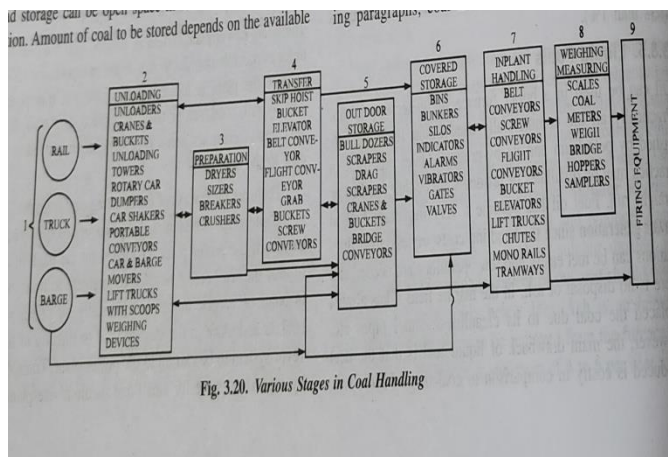 storage can be open
ion. Amount of coal to be stored depends on the available
ing paragraphs,
1
RAIL
TRUCK
BARGE
2
UNLOADING
UNLOADERS
CRANES &
BUCKETS
UNLOADING
TOWERS
ROTARY CAR
DUMPERS
CAR SHAKERS
PORTABLE
CONVEYORS
CAR & BARGE
MOVERS
LIFT TRUCKS
WITH SCOOPS
WEIGHING
DEVICES
3
PREPARATION
DRYERS
SIZERS
BREAKERS
CRUSHERS
4
TRANSFER
SKIP HOIST
BUCKET
ELEVATOR
BELT CONVE-
YOR
FLIGHT CONV-
EYOR
GRAB
BUCKETS
SCREW
CONVEYORS
5
OUT DOOR
STORAGE
BULL DOZERS
SCRAPERS
DRAG
SCRAPERS
CRANES &
BUCKETS
BRIDGE
CONVEYORS
6
COVERED
STORAGE
BINS
BUNKERS
SILOS
INDICATORS
ALARMS
VIBRATORS
GATES
VALVES
7
INPLANT
HANDLING
BELT
CONVEYORS
SCREW
CONVEYORS
FLIGHT
CONVEYORS
BUCKET
ELEVATORS
LIFT TRUCKS
CHUTES
MONO RAILS
TRAMWAYS
8
WEIGHING
MEASURING
SCALES
COAL
METERS
WEIGH
BRIDGE
HOPPERS
SAMPLERS
9
FIRING EQUIPMENT
Fig. 3.20. Various Stages in Coal Handling